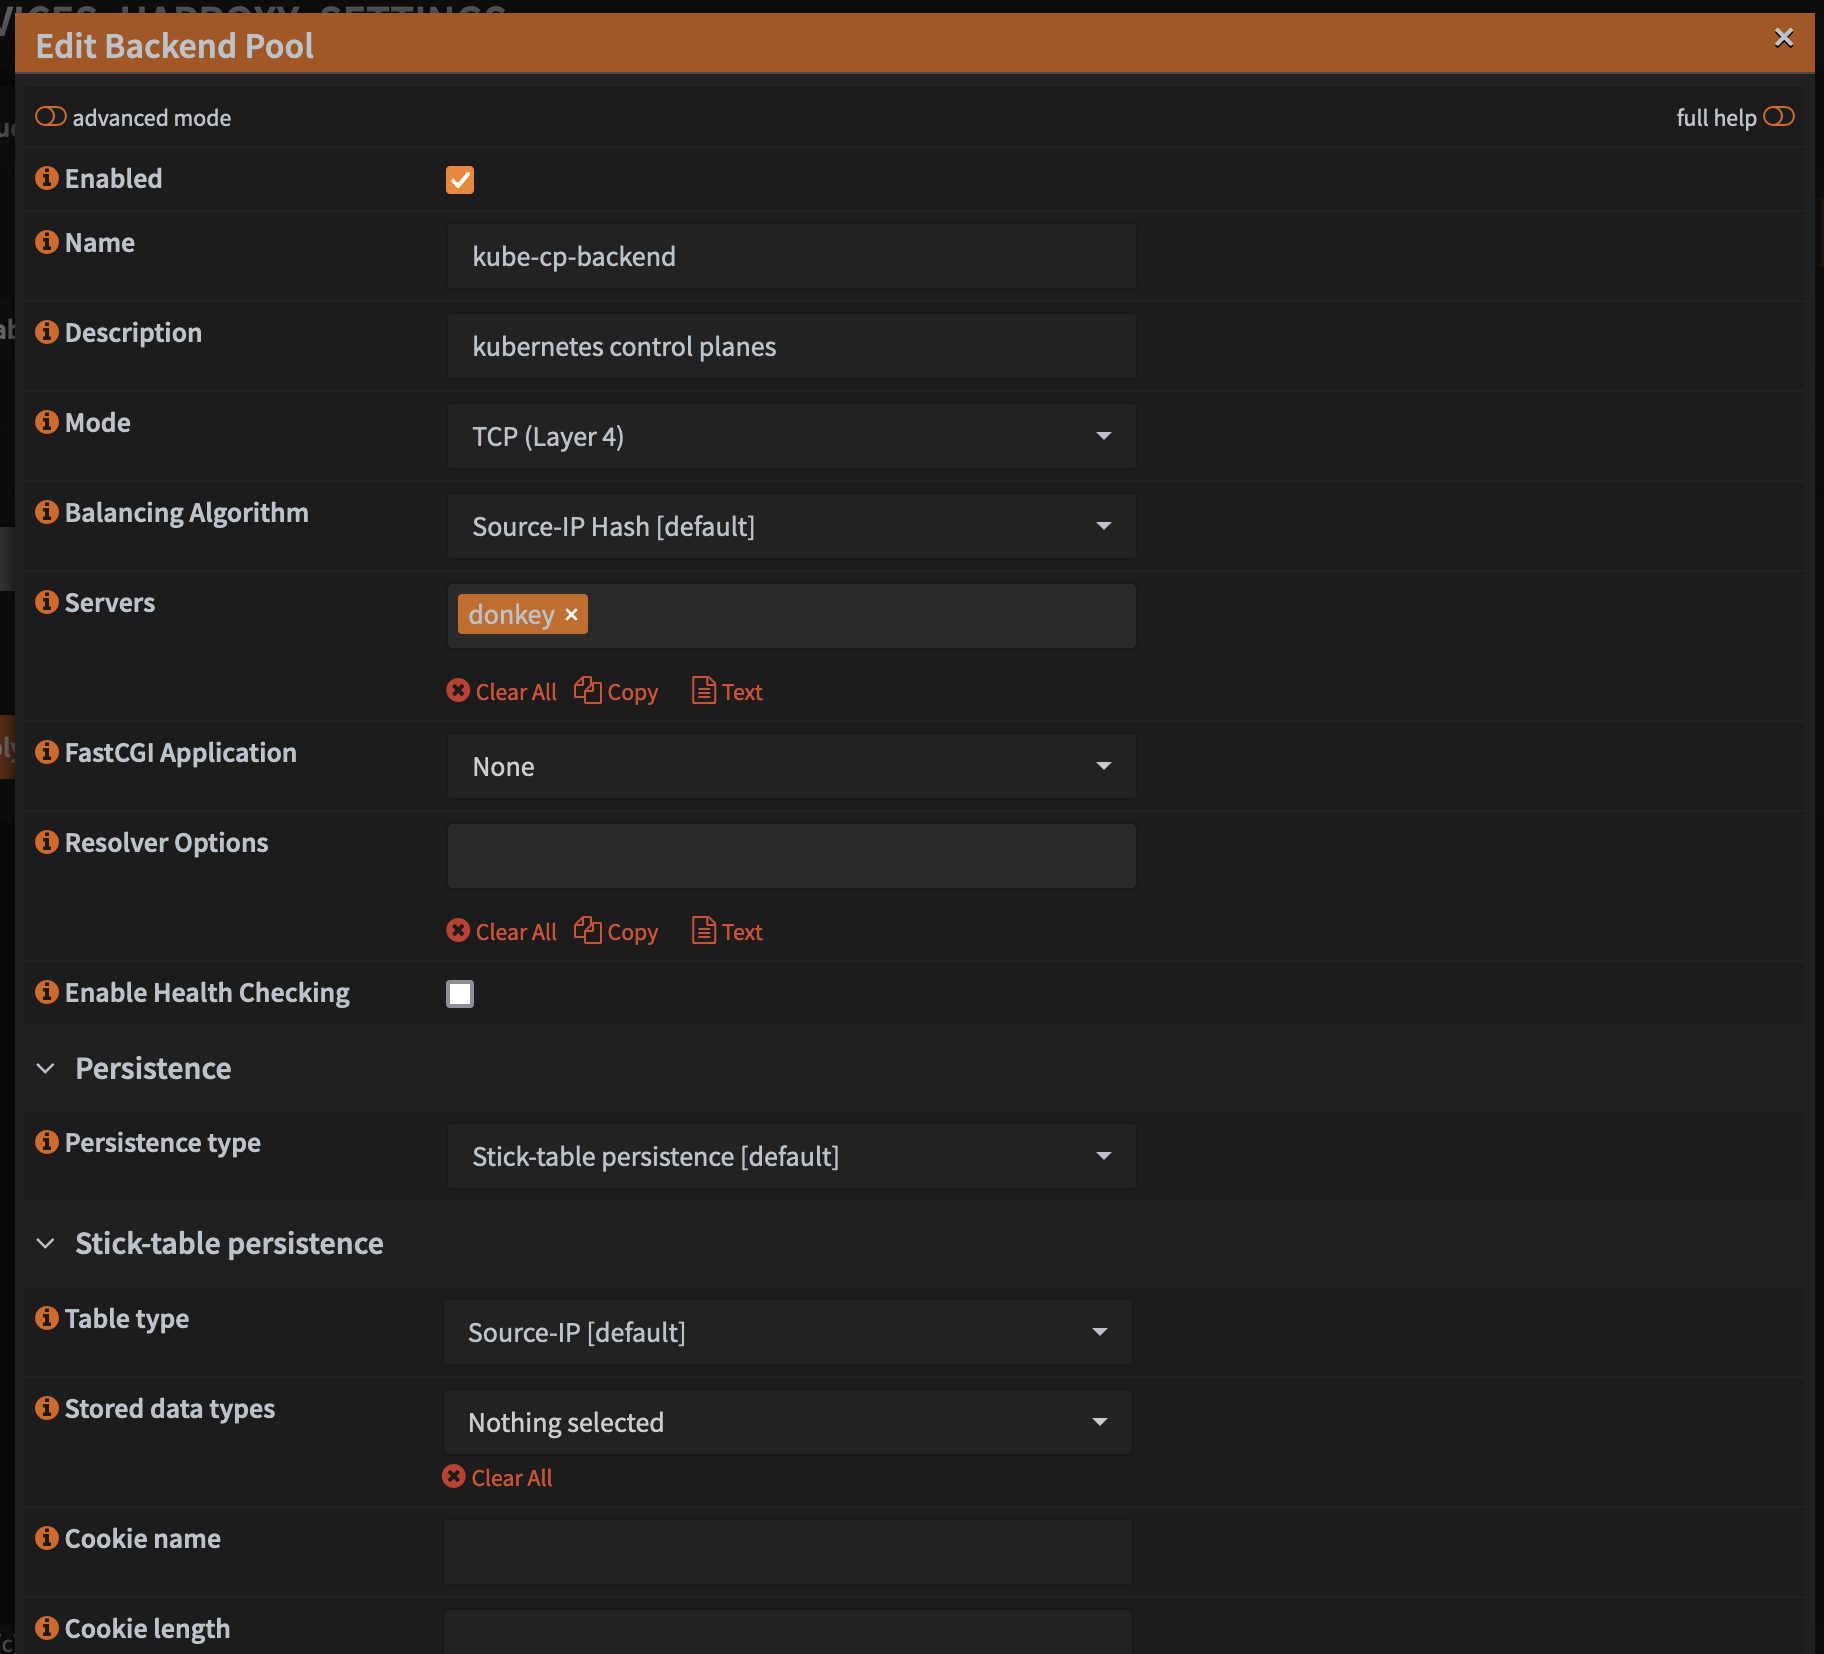 Edit Backend Pool
advanced mode
full help
Enabled
Name
kube-cp-backend
Description
kubernetes control planes
Mode
TCP (Layer 4)
Balancing Algorithm
Source-IP Hash [default]
Servers
donkey ×
Clear All Copy Text
FastCGI Application
None
Resolver Options
Clear All Copy Text
Enable Health Checking
Persistence
Persistence type
Stick-table persistence [default]
Stick-table persistence
Table type
Source-IP [default]
Stored data types
Nothing selected
Clear All
Cookie name
Cookie length